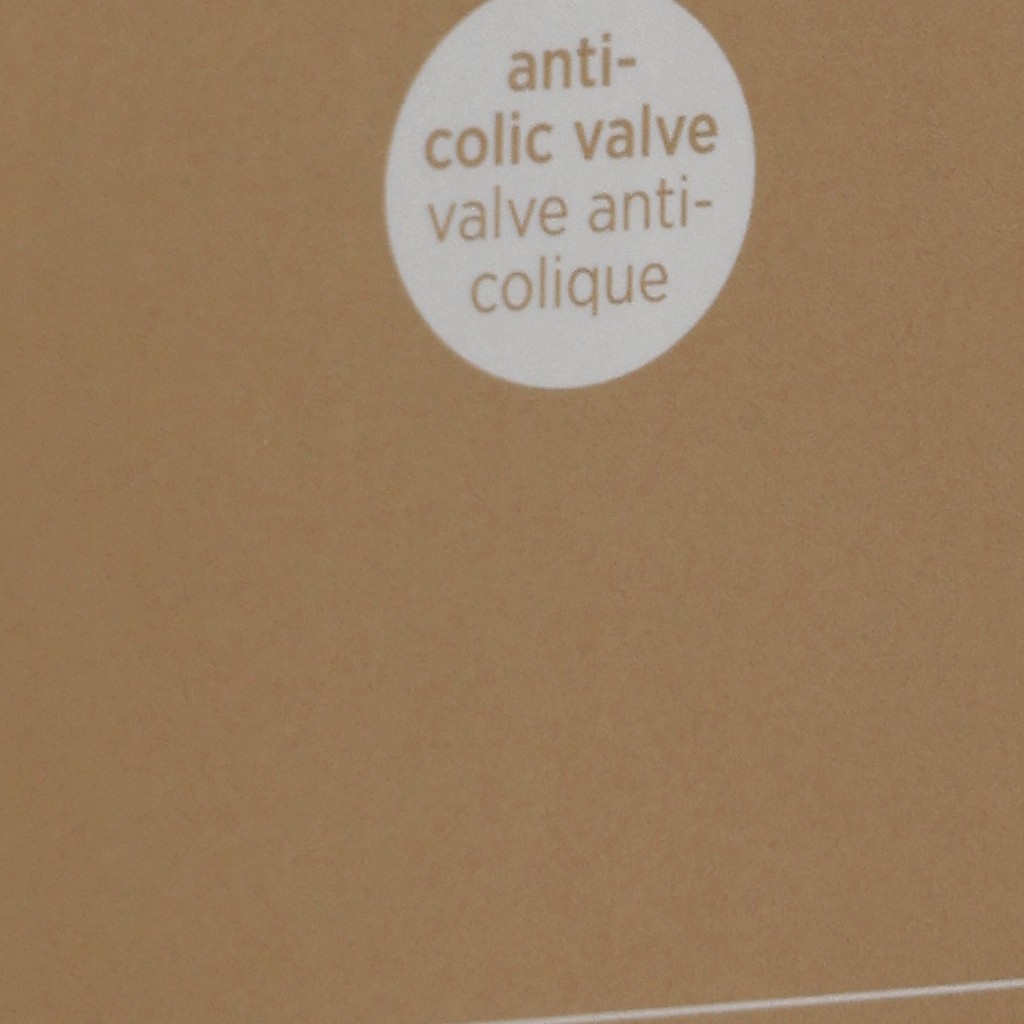 anti-
colic valve
valve anti-
colique